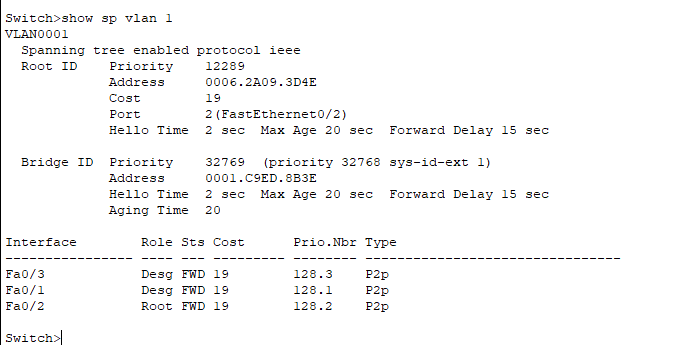 Switch>show sp vlan 1
VLAN0001
  Spanning tree enabled protocol ieee
  Root ID    Priority    12289
             Address     0006.2A09.3D4E
             Cost        19
             Port        2(FastEthernet0/2)
             Hello Time  2 sec  Max Age 20 sec  Forward Delay 15 sec

  Bridge ID  Priority    32769  (priority 32768 sys-id-ext 1)
             Address     0001.C9ED.8B3E
             Hello Time  2 sec  Max Age 20 sec  Forward Delay 15 sec
             Aging Time  20

Interface        Role Sts Cost      Prio.Nbr Type
---------------- ---- --- --------- -------- --------------------------------
Fa0/3            Desg FWD 19        128.3    P2p
Fa0/1            Desg FWD 19        128.1    P2p
Fa0/2            Root FWD 19        128.2    P2p

Switch>